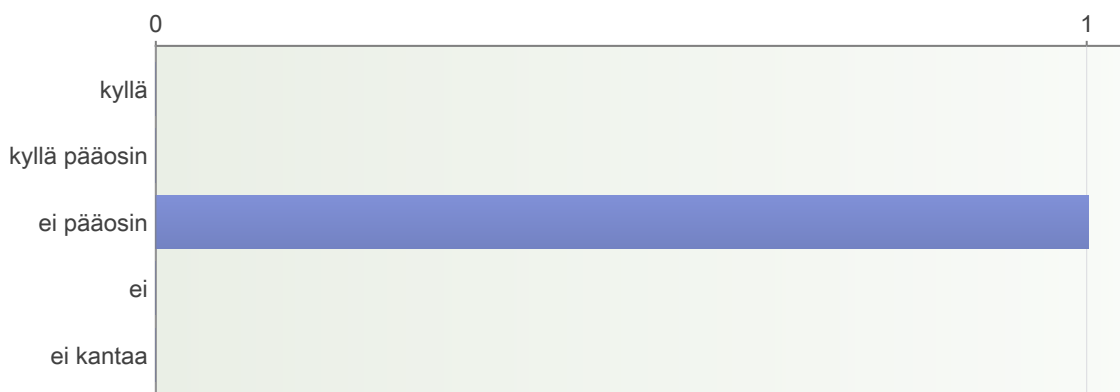 0 1
kyllä
kyllä pääosin
ei pääosin
ei
ei kantaa